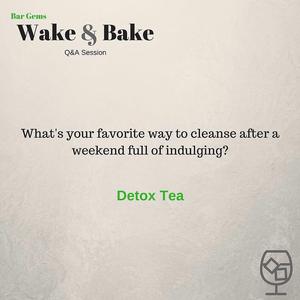 Bar Gems
Wake & Bake
Q&A Session
What's your favorite way to cleanse after a
weekend full of indulging?
Detox Tea